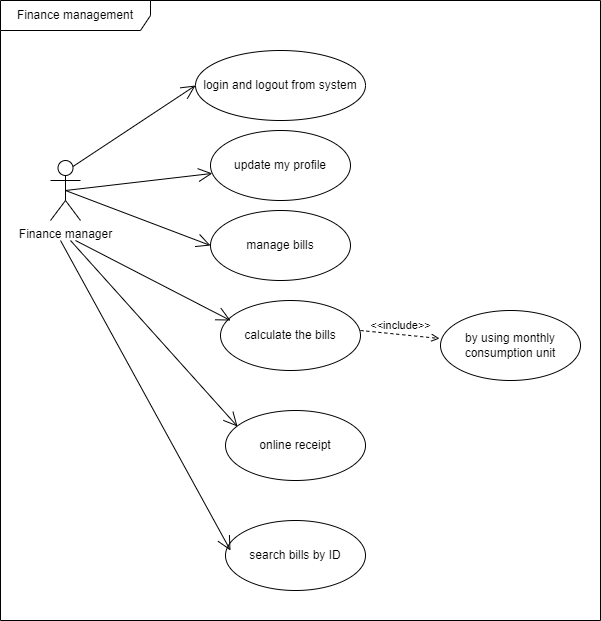 Finance management
login and logout from system
update my profile
Finance manager
manage bills
calculate the bills
<<include>>
by using monthly
consumption unit
online receipt
search bills by ID